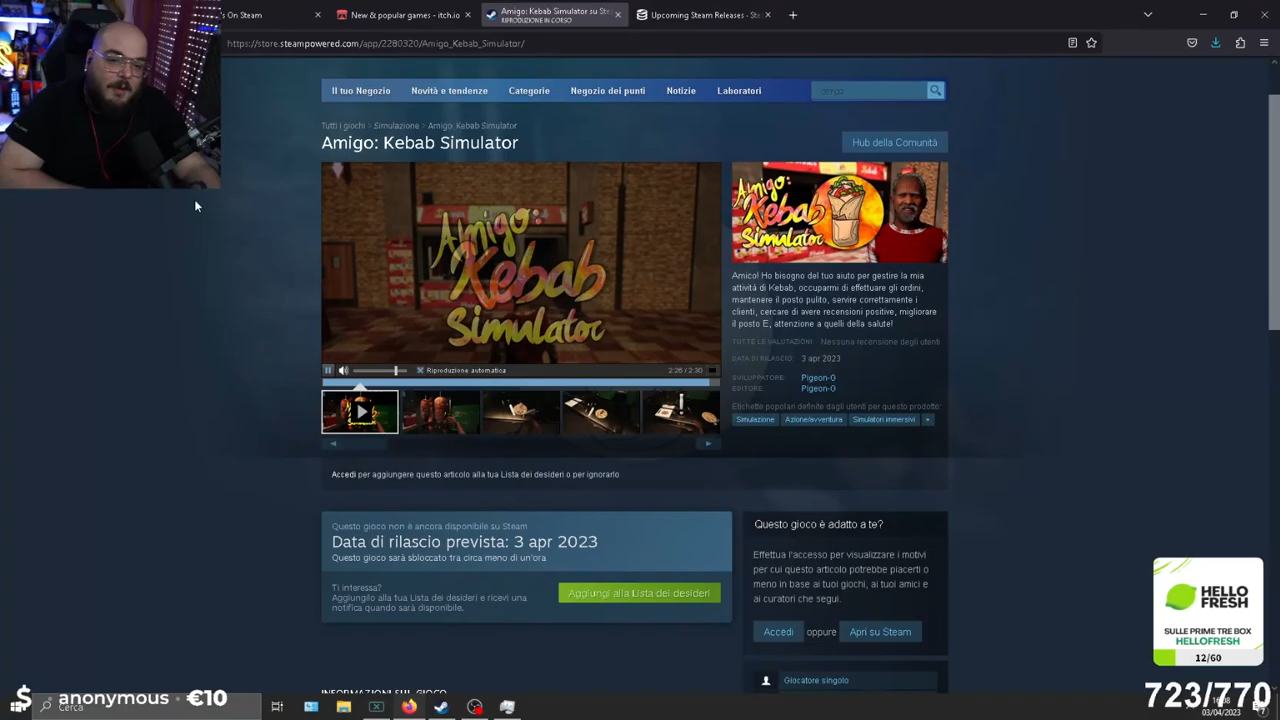 s On Steam
New & popular games - itch.io
Amigo: Kebab Simulator su Ste
RIPRODUZIONE IN CORSO
Upcoming Steam Games - St
https://store.steampowered.com/app/2280320/Amigo_Kebab_Simulator/
Il tuo Negozio
Novità e tendenze
Categorie
Negozio dei punti
Notizie
Laboratori
cerca
Tutti i giochi > Simulazione > Amigo: Kebab Simulator
Amigo: Kebab Simulator
Hub della Comunità
Amigo:
Kebab
Simulator
Amigo:
Kebab
Simulator
Amico! Ho bisogno del tuo aiuto per gestire la mia
attività di Kebab, occuparmi di effettuare gli ordini,
mantenere il posto pulito, servire correttamente i
clienti, cercare di avere recensioni positive, migliorare
il posto E, attenzione a quelli della salute!
TUTTE LE VALUTAZIONI: Nessuna recensione degli utenti
DATA DI RILASCIO: 3 apr 2023
SVILUPPATORE: Pigeon-G
EDITORE: Pigeon-G
Etichette popolari definite dagli utenti per questo prodotto:
Simulazione
Azione/avventura
Simulatori immersivi
+
Riproduzione automatica
2:26 / 2:30
Accedi per aggiungere questo articolo alla tua Lista dei desideri o per ignorarlo
Questo gioco non è ancora disponibile su Steam
Data di rilascio prevista: 3 apr 2023
Questo gioco sarà sbloccato tra circa meno di un'ora
Ti interessa?
Aggiungilo alla tua Lista dei desideri e ricevi una
notifica quando sarà disponibile.
Aggiungi alla Lista dei desideri
Questo gioco è adatto a te?
Effettua l'accesso per visualizzare i motivi
per cui questo articolo potrebbe piacerti o
meno in base ai tuoi giochi, ai tuoi amici e
ai curatori che segui.
Accedi
oppure
Apri su Steam
Giocatore singolo
INFORMAZIONI SUL GIOCO
HELLO
FRESH
SULLE PRIME TRE BOX
HELLOFRESH
12/60
$ anonymous · €10
Cerca
723/770
03/04/2023